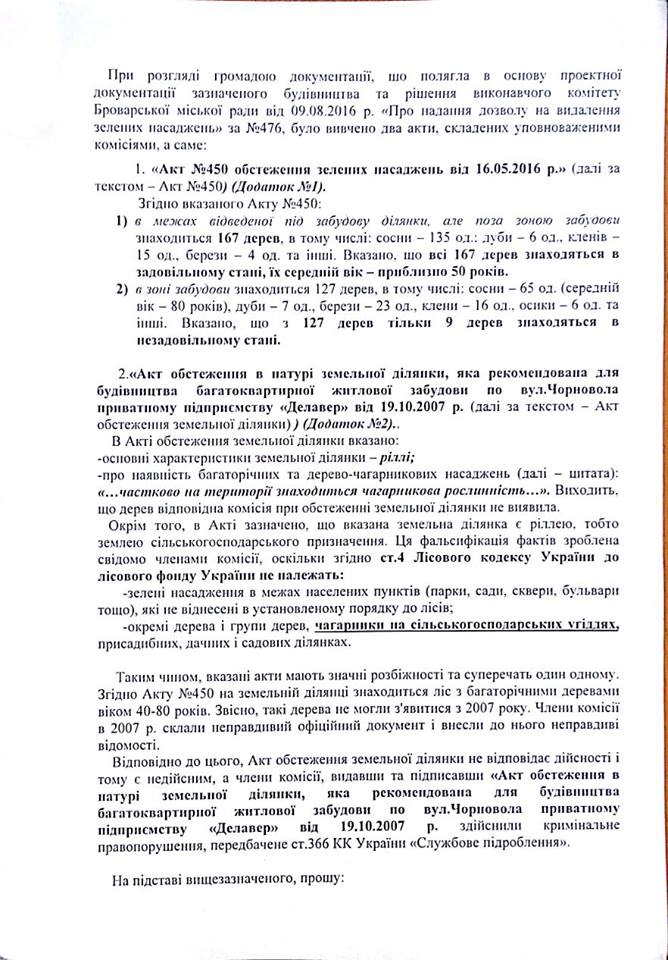 При розгляді громадою документації, що полягла в основу проектної
документації зазначеного будівництва та рішення виконавчого комітету
Броварської міської ради від 09.08.2016 р. «Про надання дозволу на видалення
зелених насаджень» за №476, було вивчено два акти, складених уповноваженими
комісіями, а саме:
1. «Акт №450 обстеження зелених насаджень від 16.05.2016 р.» (далі за
текстом – Акт №450) (Додаток №1).
Згідно вказаного Акту №450:
1) в межах відведеної під забудову ділянки, але поза зоною забудови
знаходиться 167 дерев, в тому числі: сосни – 135 од.; дуби – 6 од., кленів –
15 од., берези – 4 од. та інші. Вказано, що всі 167 дерев знаходяться в
задовільному стані, їх середній вік – приблизно 50 років.
2) в зоні забудови знаходиться 127 дерев, в тому числі: сосни – 65 од. (середній
вік – 80 років), дуби – 7 од., берези – 23 од., клени – 16 од., осики – 6 од. та
інші. Вказано, що з 127 дерев тільки 9 дерев знаходяться в
незадовільному стані.
2.«Акт обстеження в натурі земельної ділянки, яка рекомендована для
будівництва багатоквартирної житлової забудови по вул.Чорновола
приватному підприємству «Делавер» від 19.10.2007 р. (далі за текстом – Акт
обстеження земельної ділянки) ) (Додаток №2)..
В Акті обстеження земельної ділянки вказано:
-основні характеристики земельної ділянки – ріллі;
-про наявність багаторічних та дерево-чагарникових насаджень (далі – цитата):
«…частково на території знаходиться чагарникова рослинність…». Виходить,
що дерев відповідна комісія при обстеженні земельної ділянки не виявила.
Окрім того, в Акті зазначено, що вказана земельна ділянка є ріллею, тобто
землею сільськогосподарського призначення. Ця фальсифікація фактів зроблена
свідомо членами комісії, оскільки згідно ст.4 Лісового кодексу України до
лісового фонду України не належать:
-зелені насадження в межах населених пунктів (парки, сади, сквери, бульвари
тощо), які не віднесені в установленому порядку до лісів;
-окремі дерева і групи дерев, чагарники на сільськогосподарських угіддях,
присадибних, дачних і садових ділянках.
Таким чином, вказані акти мають значні розбіжності та суперечать один одному.
Згідно Акту №450 на земельній ділянці знаходиться ліс з багаторічними деревами
віком 40-80 років. Звісно, такі дерева не могли з'явитися з 2007 року. Члени комісії
в 2007 р. склали неправдивий офіційний документ і внесли до нього неправдиві
відомості.
Відповідно до цього, Акт обстеження земельної ділянки не відповідає дійсності і
тому є недійсним, а члени комісії, видавши та підписавши «Акт обстеження в
натурі земельної ділянки, яка рекомендована для будівництва
багатоквартирної житлової забудови по вул.Чорновола приватному
підприємству «Делавер» від 19.10.2007 р. здійснили кримінальне
правопорушення, передбачене ст.366 КК України «Службове підроблення».
На підставі вищезазначеного, прошу: